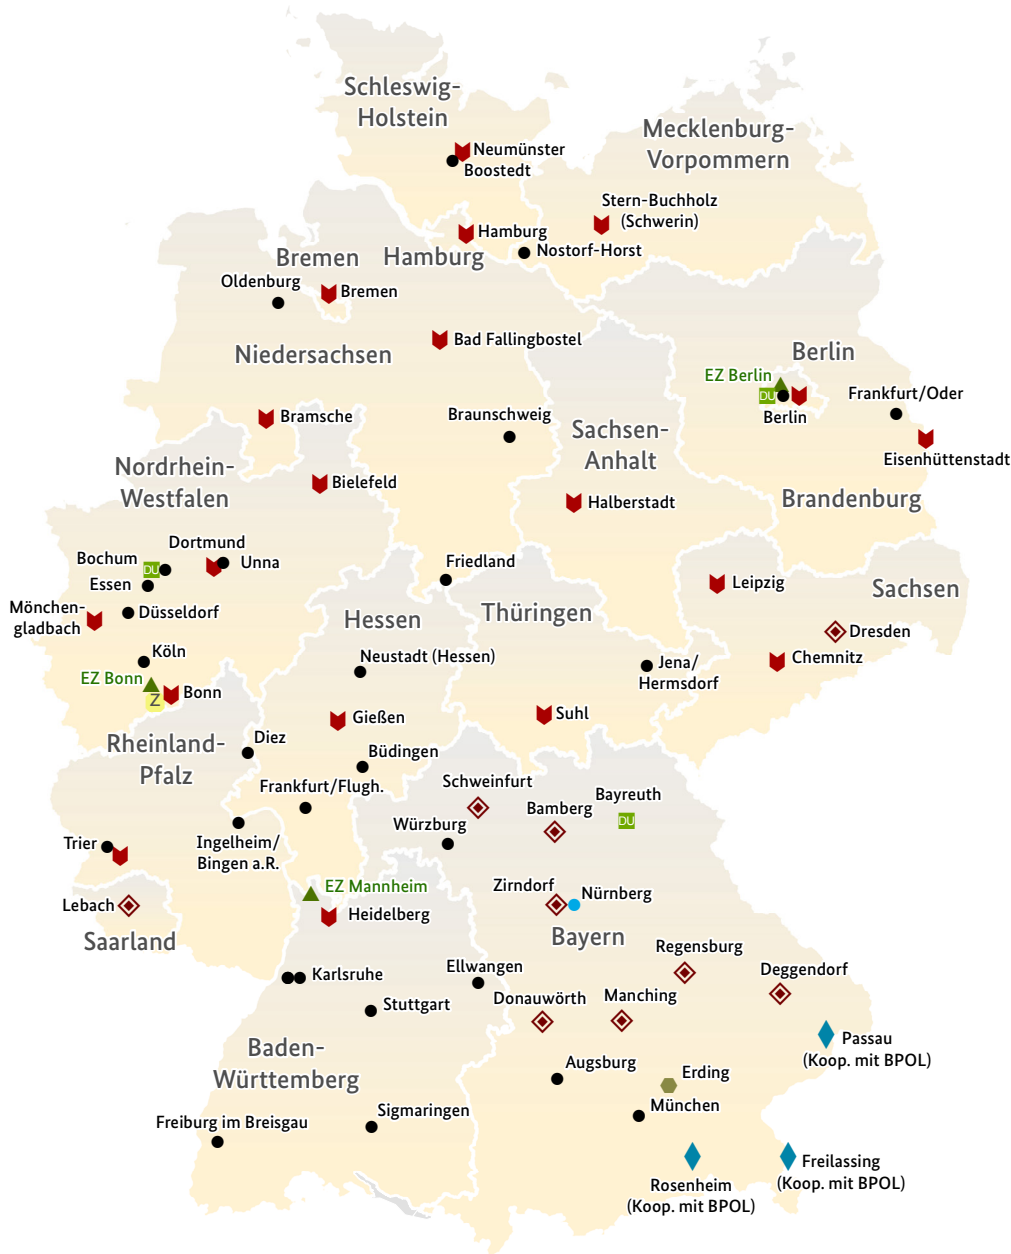 Schleswig-
Holstein
Mecklenburg-
Vorpommern
Neumünster
Boostedt
Stern-Buchholz
(Schwerin)
Hamburg
Nostorf-Horst
Bremen
Hamburg
Oldenburg
Bremen
Bad Fallingbostel
Niedersachsen
Berlin
EZ Berlin
DU
Berlin
Frankfurt/Oder
Bramsche
Braunschweig
Sachsen-
Anhalt
Eisenhüttenstadt
Nordrhein-
Westfalen
Bielefeld
Halberstadt
Brandenburg
Dortmund
Bochum
DU
Unna
Essen
Friedland
Leipzig
Sachsen
Mönchen-
gladbach
Düsseldorf
Hessen
Thüringen
Dresden
Köln
Neustadt (Hessen)
Jena/
Hermsdorf
Chemnitz
EZ Bonn
Z
Bonn
Gießen
Suhl
Rheinland-
Pfalz
Diez
Büdingen
Frankfurt/Flugh.
Schweinfurt
Bamberg
Bayreuth
DU
Würzburg
Trier
Ingelheim/
Bingen a.R.
EZ Mannheim
Zirndorf
Nürnberg
Lebach
Heidelberg
Saarland
Bayern
Regensburg
Karlsruhe
Ellwangen
Deggendorf
Stuttgart
Donauwörth
Manching
Baden-
Württemberg
Passau
(Koop. mit BPOL)
Augsburg
Erding
München
Sigmaringen
Freiburg im Breisgau
Rosenheim
(Koop. mit BPOL)
Freilassing
(Koop. mit BPOL)